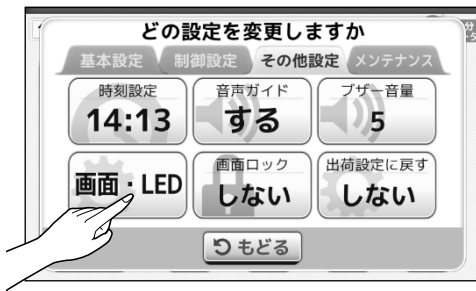 どの設定を変更しますか
基本設定 制御設定 その他設定 メンテナンス
時刻設定 音声ガイド ブザー音量
14:13 する 5
画面・LED 画面ロック 出荷設定に戻す
しない しない
もどる